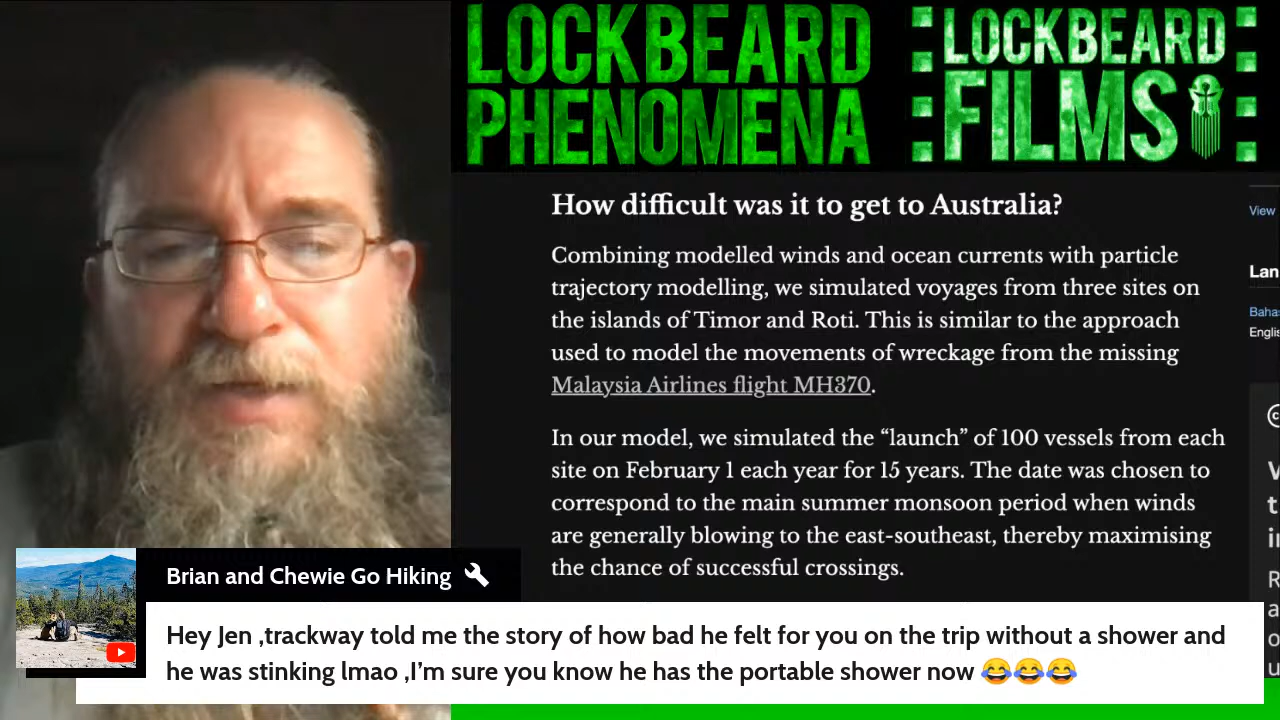 LOCKBEARD
PHENOMENA
LOCKBEARD
FILMS
How difficult was it to get to Australia?
Combining modelled winds and ocean currents with particle
trajectory modelling, we simulated voyages from three sites on
the islands of Timor and Roti. This is similar to the approach
used to model the movements of wreckage from the missing
Malaysia Airlines flight MH370.
In our model, we simulated the “launch” of 100 vessels from each
site on February 1 each year for 15 years. The date was chosen to
correspond to the main summer monsoon period when winds
are generally blowing to the east-southeast, thereby maximising
the chance of successful crossings.
View
Lan
Baha
Englis
Brian and Chewie Go Hiking
Hey Jen ,trackway told me the story of how bad he felt for you on the trip without a shower and
he was stinking lmao ,I’m sure you know he has the portable shower now 😂😂😂